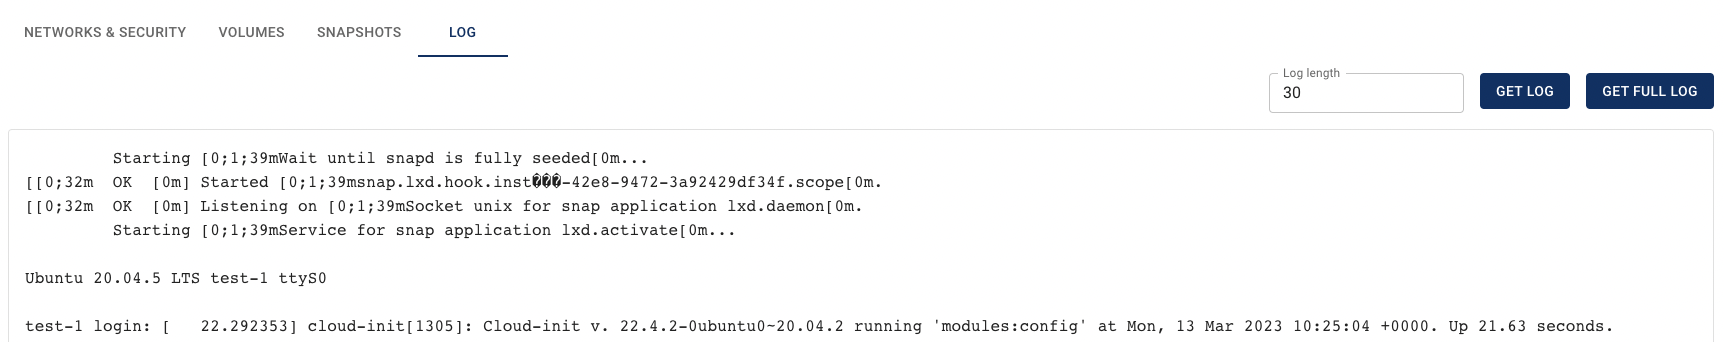 NETWORKS & SECURITY VOLUMES SNAPSHOTS LOG
Log length
30 GET LOG GET FULL LOG
Starting [0;1;39mWait until snapd is fully seeded[0m...
[[0;32m  OK  [0m] Started [0;1;39msnap.lxd.hook.inst���-42e8-9472-3a92429df34f.scope[0m.
[[0;32m  OK  [0m] Listening on [0;1;39mSocket unix for snap application lxd.daemon[0m.
Starting [0;1;39mService for snap application lxd.activate[0m...
Ubuntu 20.04.5 LTS test-1 ttyS0
test-1 login: [   22.292353] cloud-init[1305]: Cloud-init v. 22.4.2-0ubuntu0~20.04.2 running 'modules:config' at Mon, 13 Mar 2023 10:25:04 +0000. Up 21.63 seconds.